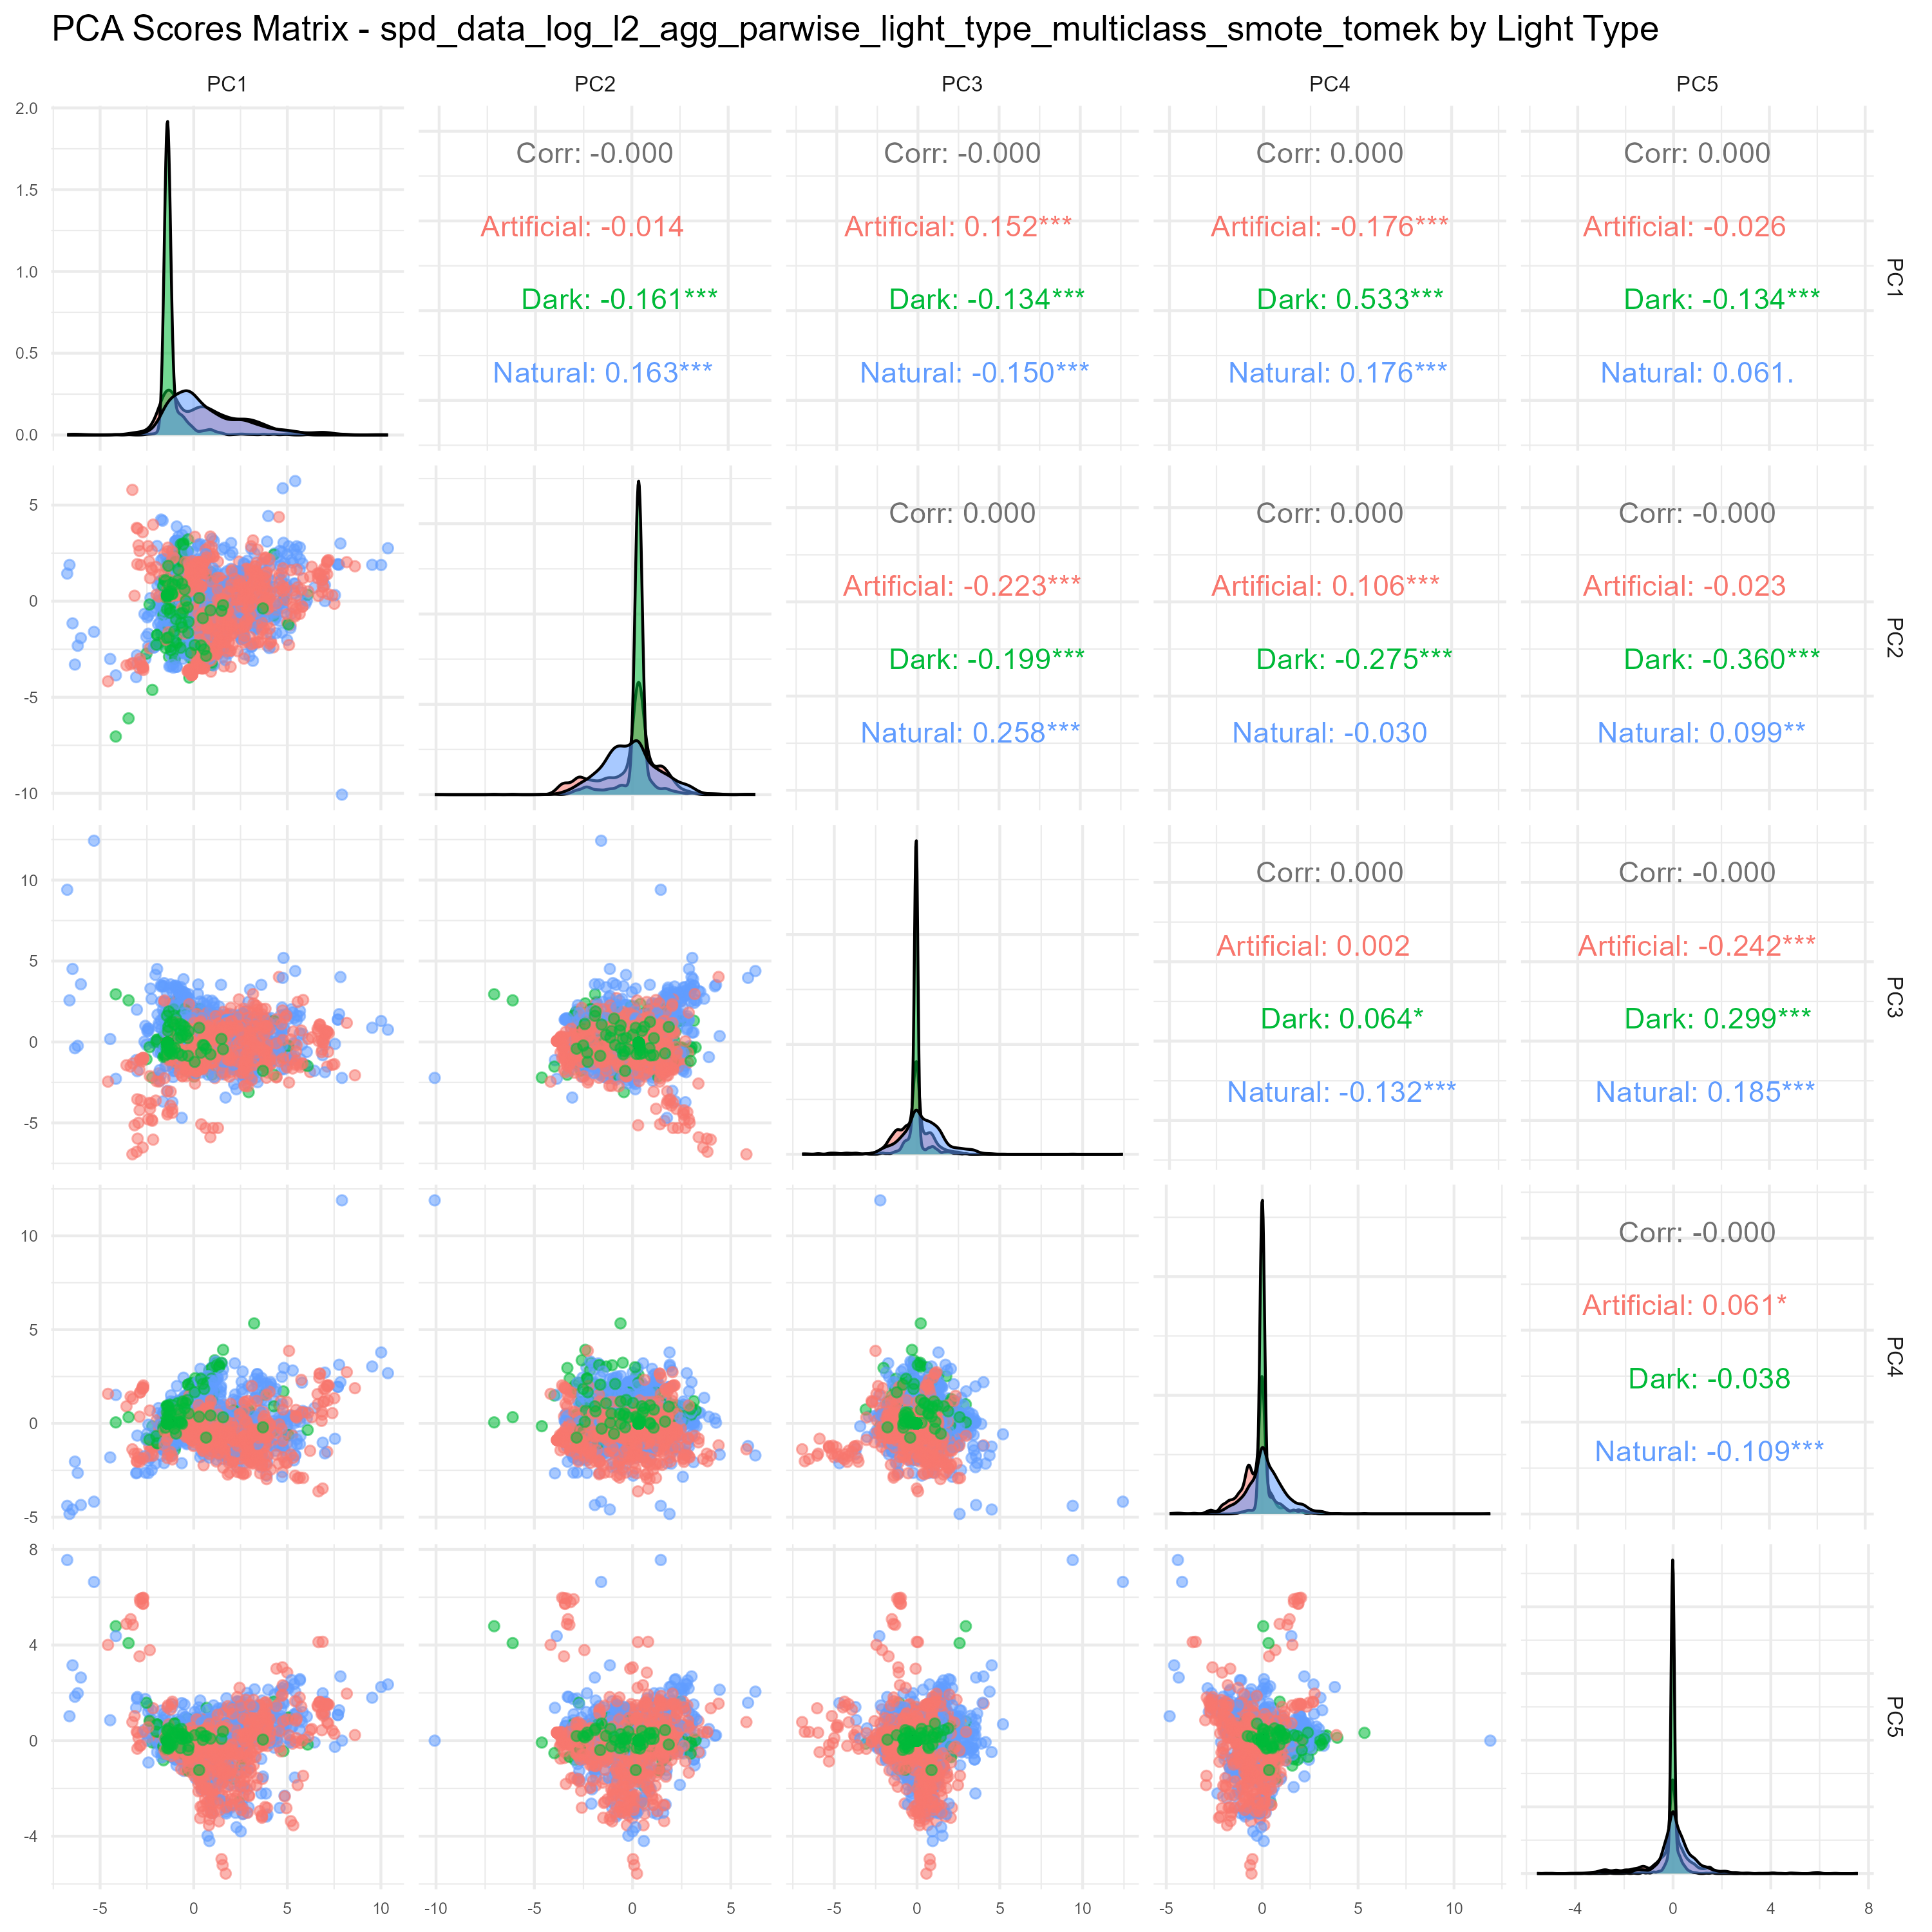 PCA Scores Matrix - spd_data_log_l2_agg_parwise_light_type_multiclass_smote_tomek by Light Type
PC1 PC2 PC3 PC4 PC5
2.0
1.5
1.0
0.5
0.0
Corr: -0.000
Artificial: -0.014
Dark: -0.161***
Natural: 0.163***
Corr: -0.000
Artificial: 0.152***
Dark: -0.134***
Natural: -0.150***
Corr: 0.000
Artificial: -0.176***
Dark: 0.533***
Natural: 0.176***
Corr: 0.000
Artificial: -0.026
Dark: -0.134***
Natural: 0.061.
PC1
5
0
-5
-10
Corr: 0.000
Artificial: -0.223***
Dark: -0.199***
Natural: 0.258***
Corr: 0.000
Artificial: 0.106***
Dark: -0.275***
Natural: -0.030
Corr: -0.000
Artificial: -0.023
Dark: -0.360***
Natural: 0.099**
PC2
10
5
0
-5
Corr: 0.000
Artificial: 0.002
Dark: 0.064*
Natural: -0.132***
Corr: -0.000
Artificial: -0.242***
Dark: 0.299***
Natural: 0.185***
PC3
10
5
0
-5
Corr: -0.000
Artificial: 0.061*
Dark: -0.038
Natural: -0.109***
PC4
8
4
0
-4
PC5
-5 0 5 10
-10 -5 0 5
-5 0 5 10
-5 0 5 10
-4 0 4 8